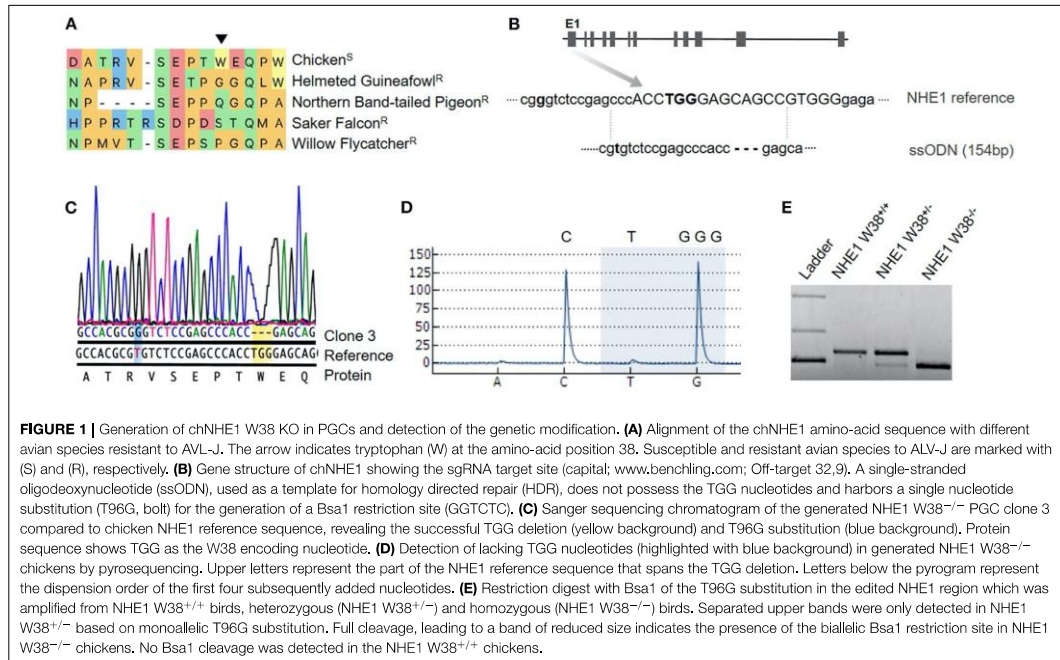 A
D A T R V - S E P T W E Q P W Chicken^S
N A P R V - S E T P G G Q L W Helmeted Guineafowl^R
N P - - - - S E P P Q G Q P A Northern Band-tailed Pigeon^R
H P P R T R S D P D S T Q P A Saker Falcon^R
N P M V T - S E P S P G Q P A Willow Flycatcher^R
B
E1
cgggtctccgagcccACCTGGGAGCAGCCGTGGGgaga NHE1 reference
cgtgtctccgagcccacc---gagca ssODN (154bp)
C
GCCACGCGGGTCTCCGAGCCCACC---GAGCAG Clone 3
GCCACGCGTGTCTCCGAGCCCACCTGGGAGCAG Reference
A T R V S E P T W E Q Protein
D
C T G G G
150
125
100
75
50
25
0
A C T G
E
Ladder
NHE1 W38+/+
NHE1 W38+/-
NHE1 W38-/-
FIGURE 1 | Generation of chNHE1 W38 KO in PGCs and detection of the genetic modification. (A) Alignment of the chNHE1 amino-acid sequence with different
avian species resistant to AVL-J. The arrow indicates tryptophan (W) at the amino-acid position 38. Susceptible and resistant avian species to ALV-J are marked with
(S) and (R), respectively. (B) Gene structure of chNHE1 showing the sgRNA target site (capital; www.benchling.com; Off-target 32,9). A single-stranded
oligodeoxynucleotide (ssODN), used as a template for homology directed repair (HDR), does not possess the TGG nucleotides and harbors a single nucleotide
substitution (T96G, bolt) for the generation of a Bsa1 restriction site (GGTCTC). (C) Sanger sequencing chromatogram of the generated NHE1 W38−/− PGC clone 3
compared to chicken NHE1 reference sequence, revealing the successful TGG deletion (yellow background) and T96G substitution (blue background). Protein
sequence shows TGG as the W38 encoding nucleotide. (D) Detection of lacking TGG nucleotides (highlighted with blue background) in generated NHE1 W38−/−
chickens by pyrosequencing. Upper letters represent the part of the NHE1 reference sequence that spans the TGG deletion. Letters below the pyrogram represent
the dispension order of the first four subsequently added nucleotides. (E) Restriction digest with Bsa1 of the T96G substitution in the edited NHE1 region which was
amplified from NHE1 W38+/+ birds, heterozygous (NHE1 W38+/−) and homozygous (NHE1 W38−/−) birds. Separated upper bands were only detected in NHE1
W38+/− based on monoallelic T96G substitution. Full cleavage, leading to a band of reduced size indicates the presence of the biallelic Bsa1 restriction site in NHE1
W38−/− chickens. No Bsa1 cleavage was detected in the NHE1 W38+/+ chickens.